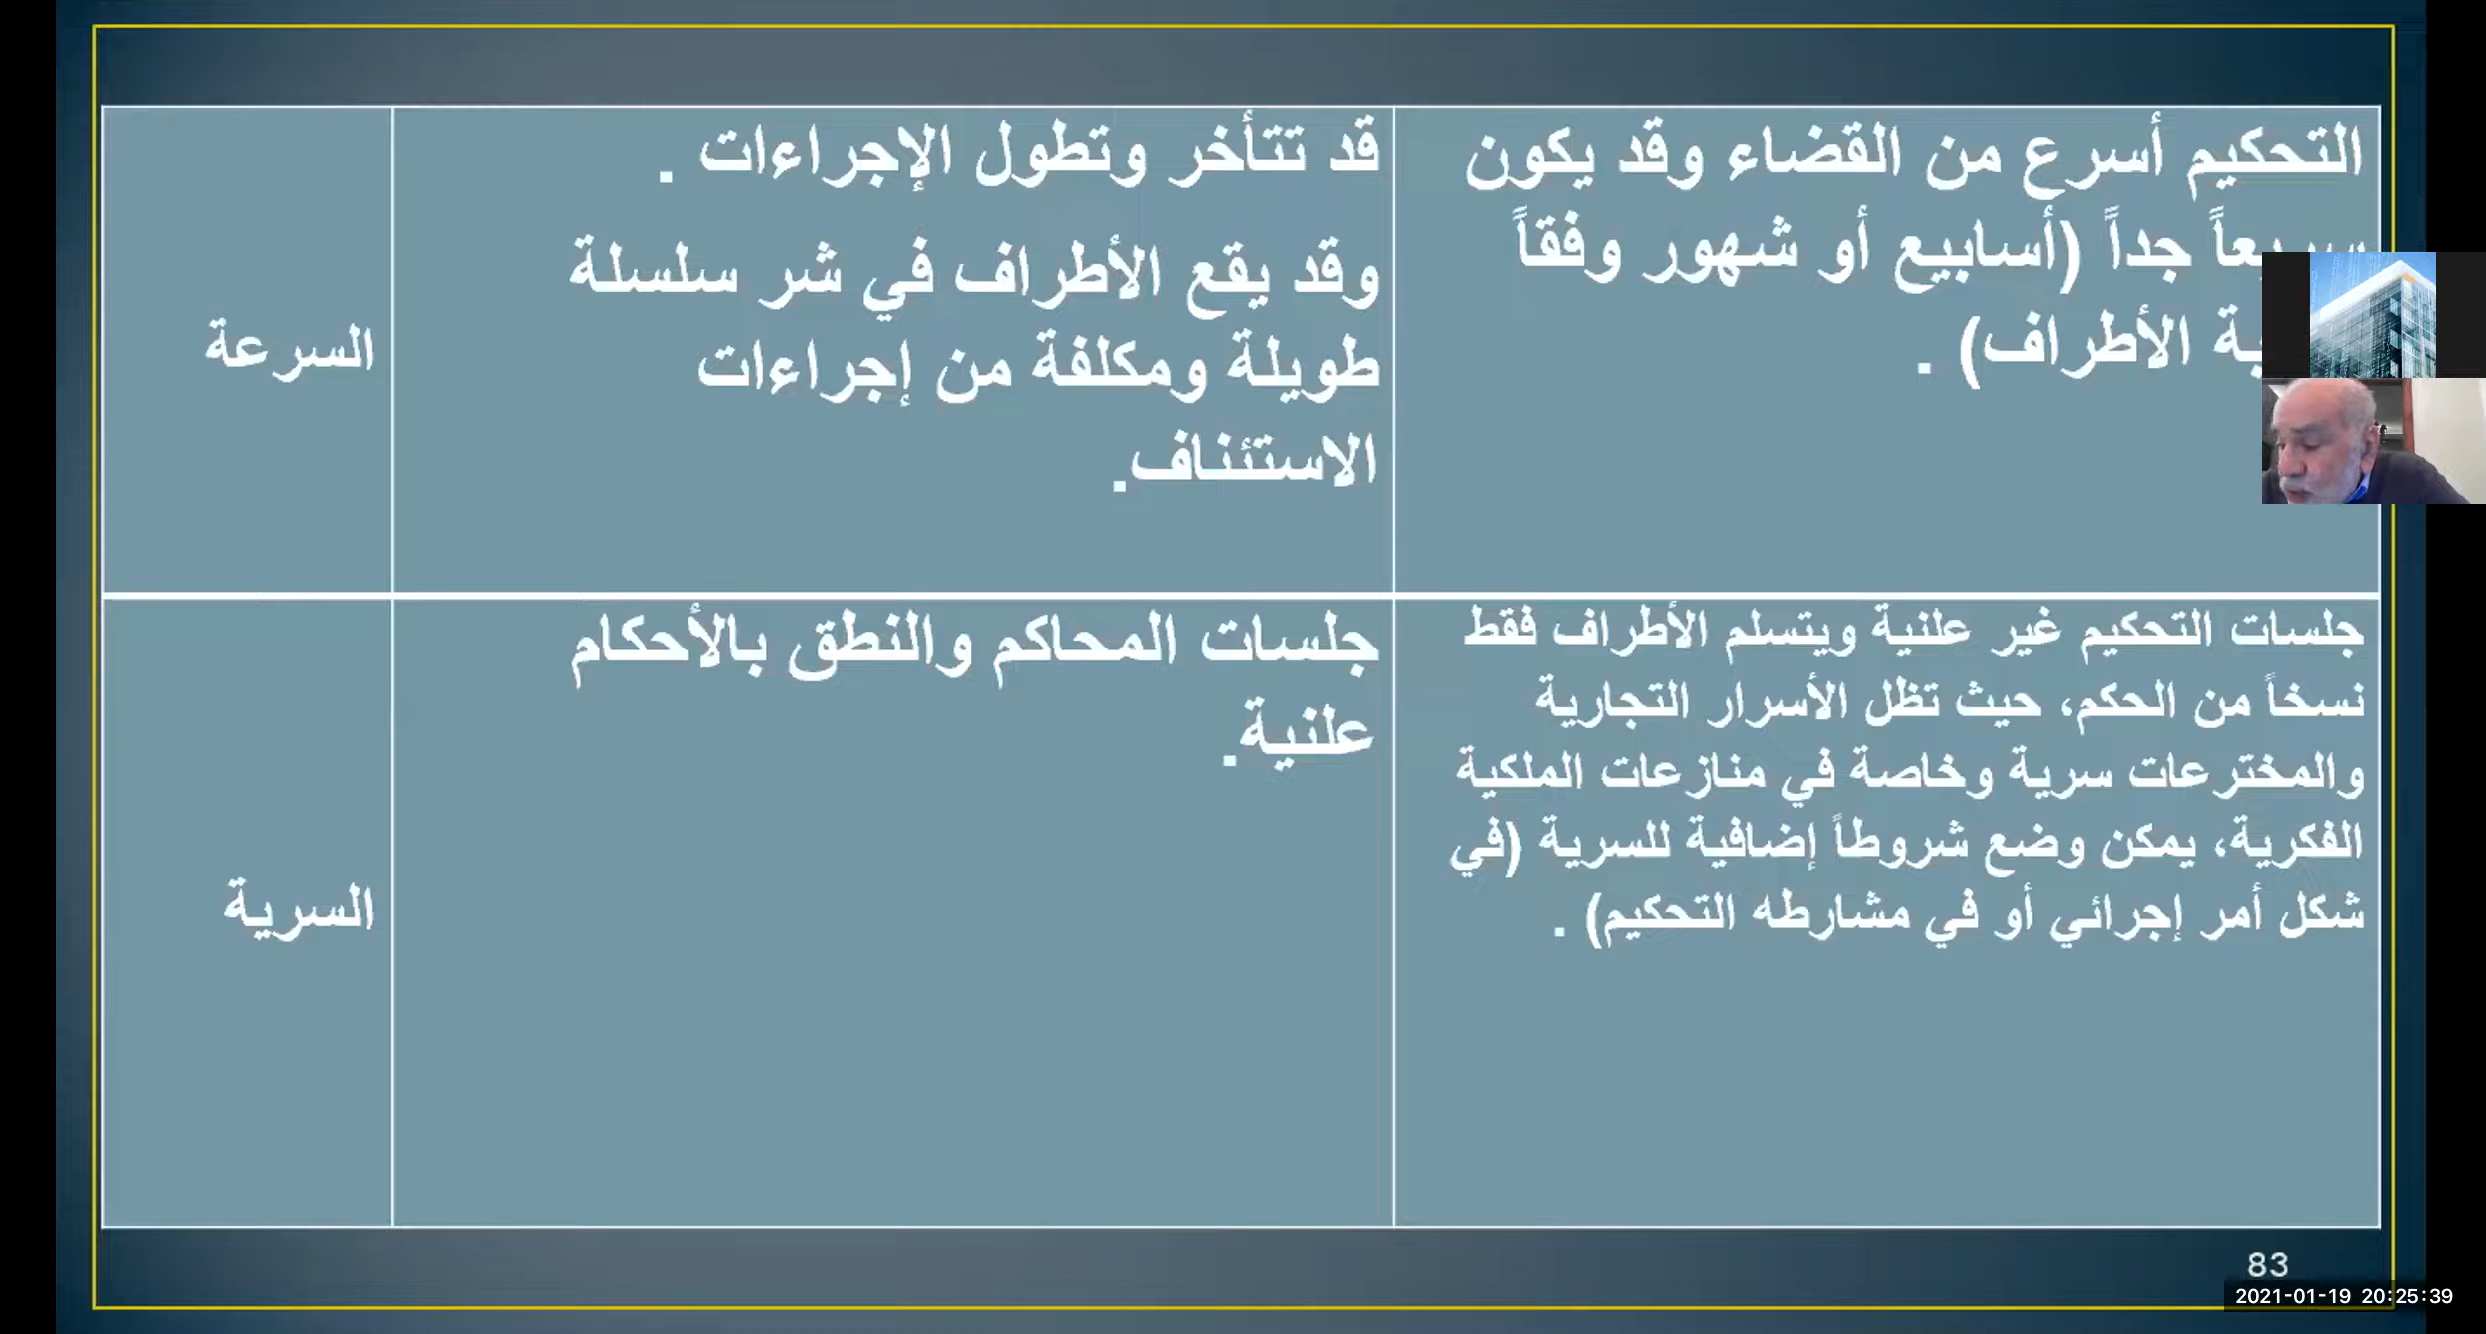 التحكيم أسرع من القضاء وقد يكون
سريعاً جداً (أسابيع أو شهور وفقاً
الأطراف) .
قد تتأخر وتطول الإجراءات .
وقد يقع الأطراف في شر سلسلة
طويلة ومكلفة من إجراءات
الاستئناف.
السرعة
جلسات التحكيم غير علنية ويتسلم الأطراف فقط
نسخاً من الحكم، حيث تظل الأسرار التجارية
والمخترعات سرية وخاصة في منازعات الملكية
الفكرية، يمكن وضع شروطاً إضافية للسرية (في
شكل أمر إجرائي أو في مشارطه التحكيم) .
جلسات المحاكم والنطق بالأحكام
علنية.
السرية
83
2021-01-19 20:25:39